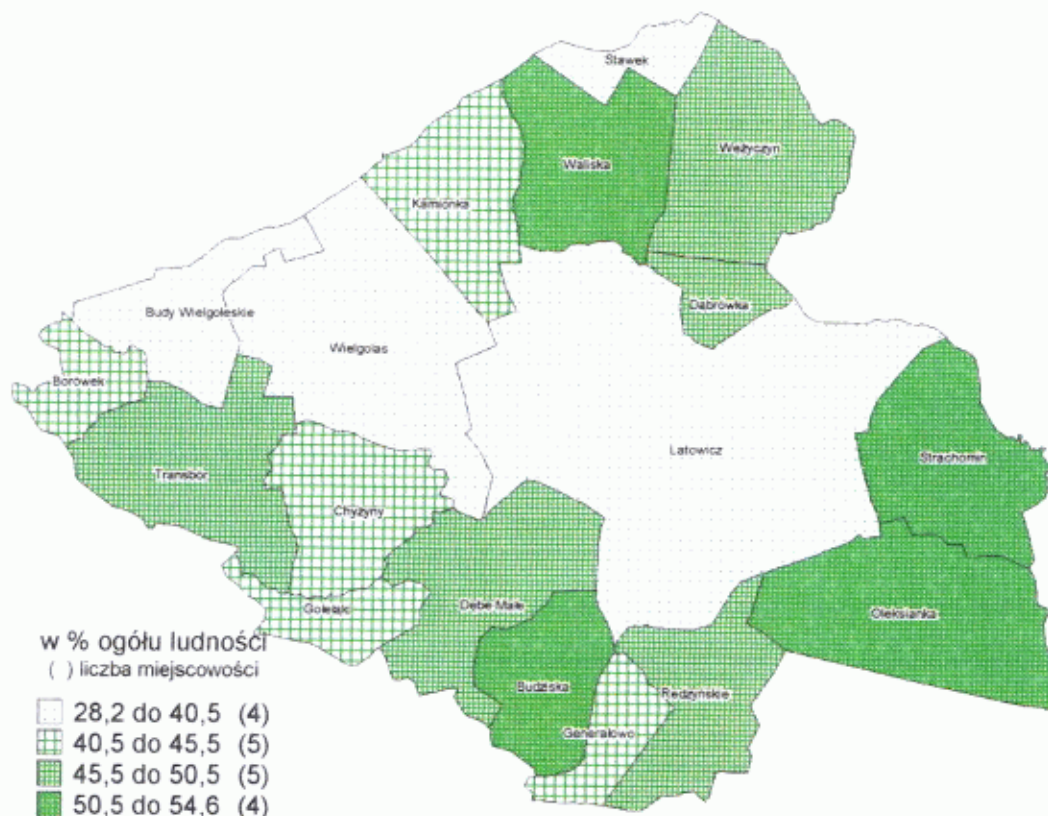 Stawek
Wężyczyn
Waliska
Kamionka
Dąbrówka
Budy Wielgoleskie
Wielgolas
Borówek
Latowicz
Strachomin
Transbór
Chyżyny
Dębe Małe
Gołełąki
Oleksianka
Budziska
Redzyńskie
Generałowo
w % ogółu ludności
( ) liczba miejscowości
28,2 do 40,5 (4)
40,5 do 45,5 (5)
45,5 do 50,5 (5)
50,5 do 54,6 (4)